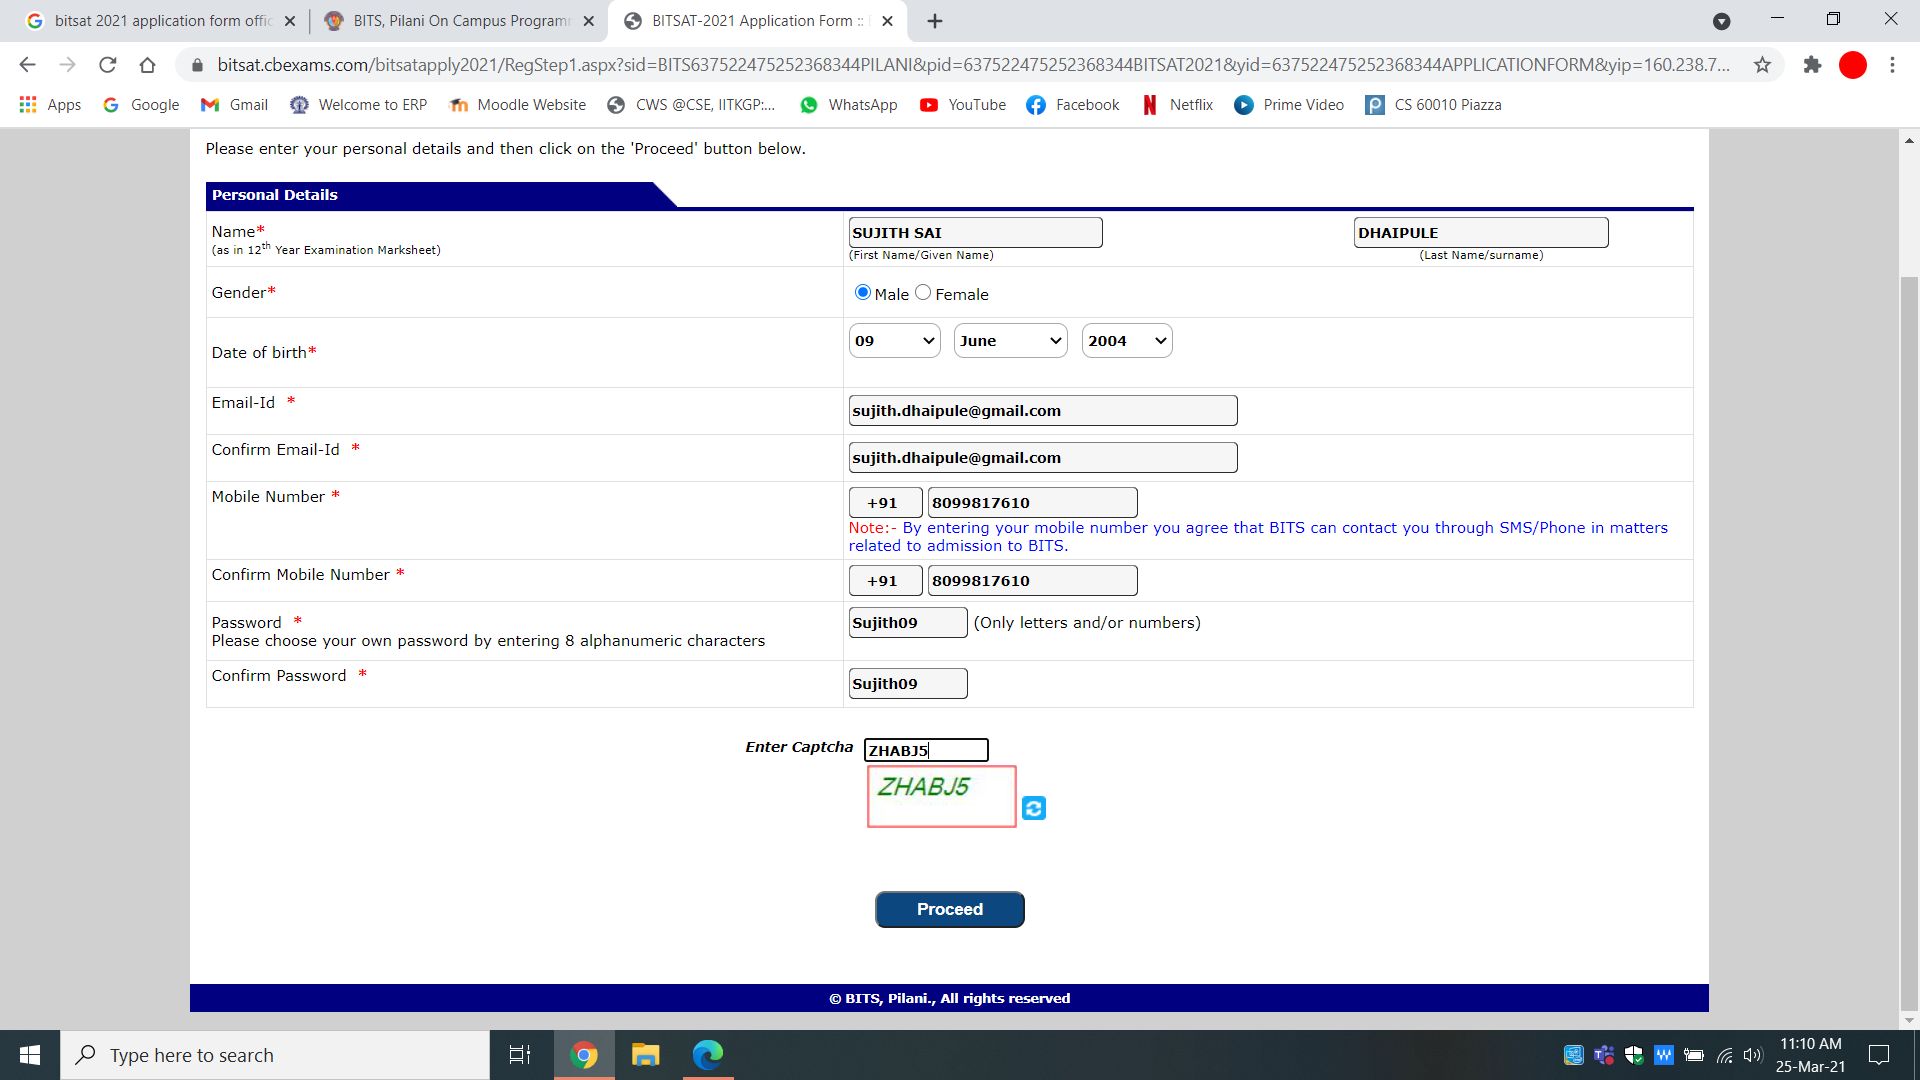 bitsat 2021 application form offic
BITS, Pilani On Campus Programm
BITSAT-2021 Application Form ::
bitsat.cbexams.com/bitsatapply2021/RegStep1.aspx?sid=BITS637522475252368344PILANI&pid=637522475252368344BITSAT2021&yid=637522475252368344APPLICATIONFORM&yip=160.238.7...
Apps Google Gmail Welcome to ERP Moodle Website CWS @CSE, IITKGP:... WhatsApp YouTube Facebook Netflix Prime Video CS 60010 Piazza
Please enter your personal details and then click on the 'Proceed' button below.
Personal Details
Name* SUJITH SAI DHAIPULE
(as in 12th Year Examination Marksheet) (First Name/Given Name) (Last Name/surname)
Gender* Male Female
Date of birth* 09 June 2004
Email-Id * sujith.dhaipule@gmail.com
Confirm Email-Id * sujith.dhaipule@gmail.com
Mobile Number * +91 8099817610
Note:- By entering your mobile number you agree that BITS can contact you through SMS/Phone in matters
related to admission to BITS.
Confirm Mobile Number * +91 8099817610
Password * Sujith09 (Only letters and/or numbers)
Please choose your own password by entering 8 alphanumeric characters
Confirm Password * Sujith09
Enter Captcha ZHABJ5
ZHABJ5
Proceed
© BITS, Pilani., All rights reserved
Type here to search
11:10 AM
25-Mar-21